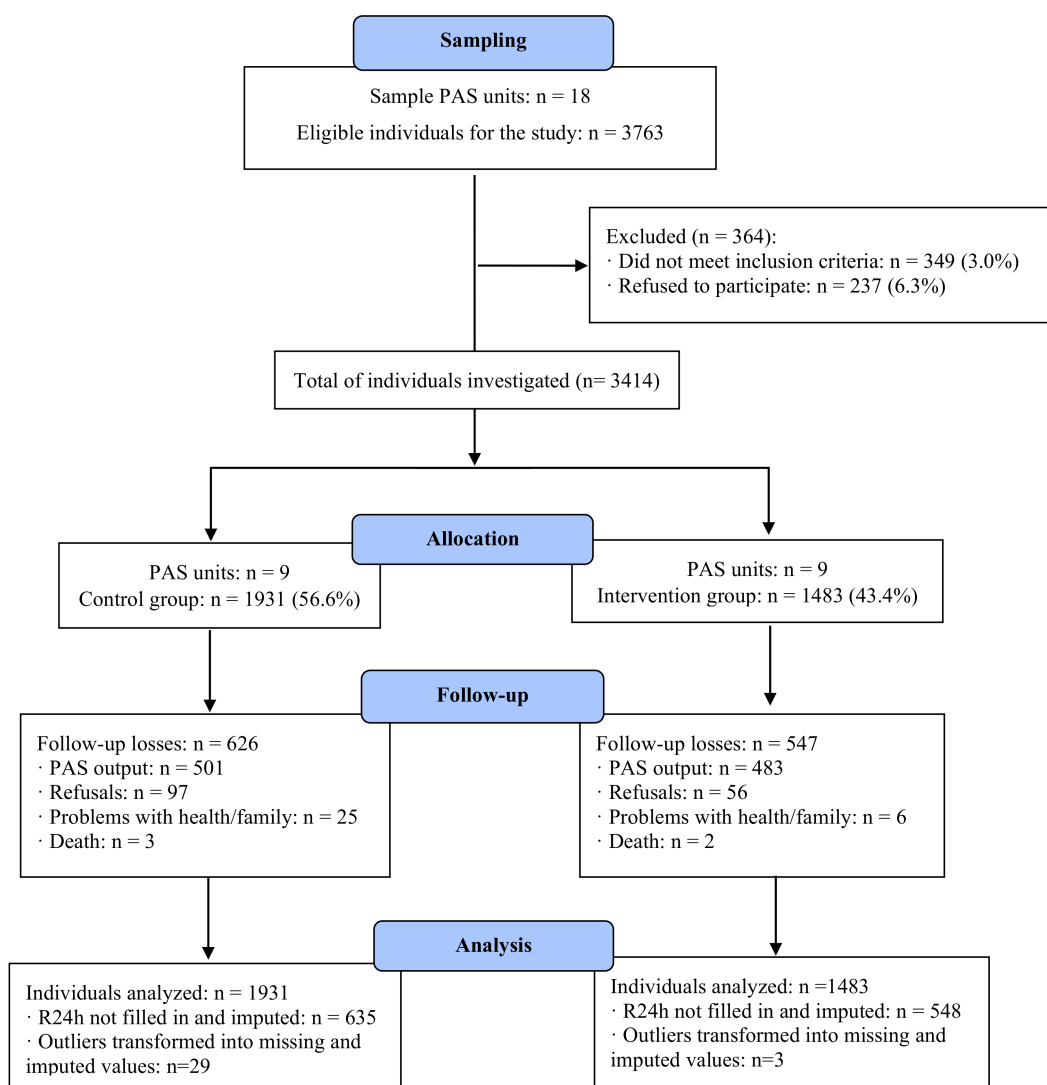 Sampling
Sample PAS units: n = 18
Eligible individuals for the study: n = 3763
Excluded (n = 364):
· Did not meet inclusion criteria: n = 349 (3.0%)
· Refused to participate: n = 237 (6.3%)
Total of individuals investigated (n= 3414)
Allocation
PAS units: n = 9
Control group: n = 1931 (56.6%)
PAS units: n = 9
Intervention group: n = 1483 (43.4%)
Follow-up
Follow-up losses: n = 626
· PAS output: n = 501
· Refusals: n = 97
· Problems with health/family: n = 25
· Death: n = 3
Follow-up losses: n = 547
· PAS output: n = 483
· Refusals: n = 56
· Problems with health/family: n = 6
· Death: n = 2
Analysis
Individuals analyzed: n = 1931
· R24h not filled in and imputed: n = 635
· Outliers transformed into missing and
imputed values: n=29
Individuals analyzed: n =1483
· R24h not filled in and imputed: n = 548
· Outliers transformed into missing and
imputed values: n=3